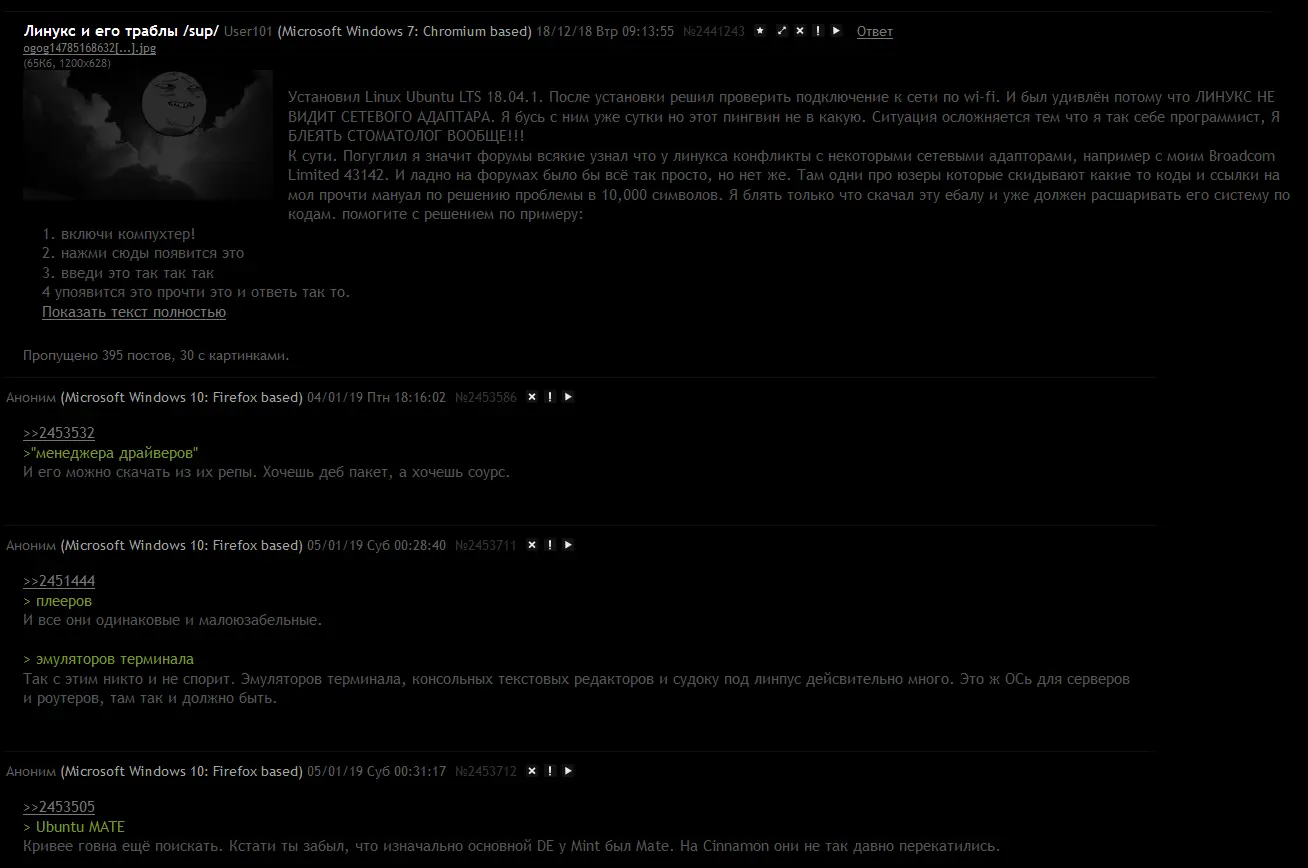 Линукс и его траблы /sup/ User101 (Microsoft Windows 7: Chromium based) 18/12/18 Втр 09:13:55 №2441243 Ответ
ogog14785168632[...].jpg
(65Кб, 1200x628)
Установил Linux Ubuntu LTS 18.04.1. После установки решил проверить подключение к сети по wi-fi. И был удивлён потому что ЛИНУКС НЕ
ВИДИТ СЕТЕВОГО АДАПТАРА. Я бусь с ним уже сутки но этот пингвин не в какую. Ситуация осложняется тем что я так себе программист, Я
БЛЕЯТЬ СТОМАТОЛОГ ВООБЩЕ!!!
К сути. Погуглил я значит форумы всякие узнал что у линукса конфликты с некоторыми сетевыми адапторами, например с моим Broadcom
Limited 43142. И ладно на форумах было бы всё так просто, но нет же. Там одни про юзеры которые скидывают какие то коды и ссылки на
мол прочти мануал по решению проблемы в 10,000 символов. Я блять только что скачал эту ебалу и уже должен расшаривать его систему по
кодам. помогите с решением по примеру:
1. включи компухтер!
2. нажми сюды появится это
3. введи это так так так
4 упоявится это прочти это и ответь так то.
Показать текст полностью
Пропущено 395 постов, 30 с картинками.
Аноним (Microsoft Windows 10: Firefox based) 04/01/19 Птн 18:16:02 №2453586
>>2453532
>"менеджера драйверов"
И его можно скачать из их репы. Хочешь деб пакет, а хочешь соурс.
Аноним (Microsoft Windows 10: Firefox based) 05/01/19 Суб 00:28:40 №2453711
>>2451444
> плееров
И все они одинаковые и малоюзабельные.
> эмуляторов терминала
Так с этим никто и не спорит. Эмуляторов терминала, консольных текстовых редакторов и судоку под линпус дейсвительно много. Это ж ОСь для серверов
и роутеров, там так и должно быть.
Аноним (Microsoft Windows 10: Firefox based) 05/01/19 Суб 00:31:17 №2453712
>>2453505
> Ubuntu MATE
Кривее говна ещё поискать. Кстати ты забыл, что изначально основной DE у Mint был Mate. На Cinnamon они не так давно перекатились.